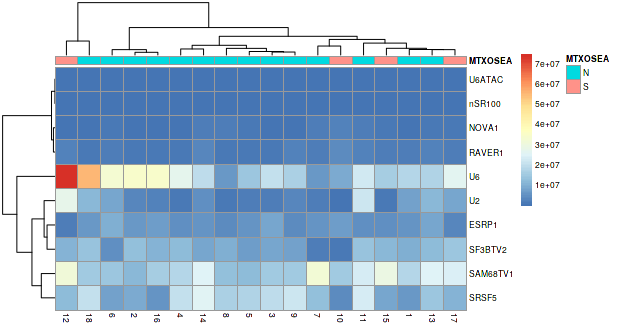 MTXOSEA
7e+07
6e+07
5e+07
4e+07
3e+07
2e+07
1e+07
MTXOSEA
N
S
U6ATAC
nSR100
NOVA1
RAVER1
U6
U2
ESRP1
SF3BTV2
SAM68TV1
SRSF5
12 18 6 2 16 4 14 8 5 3 9 7 10 11 15 1 13 17